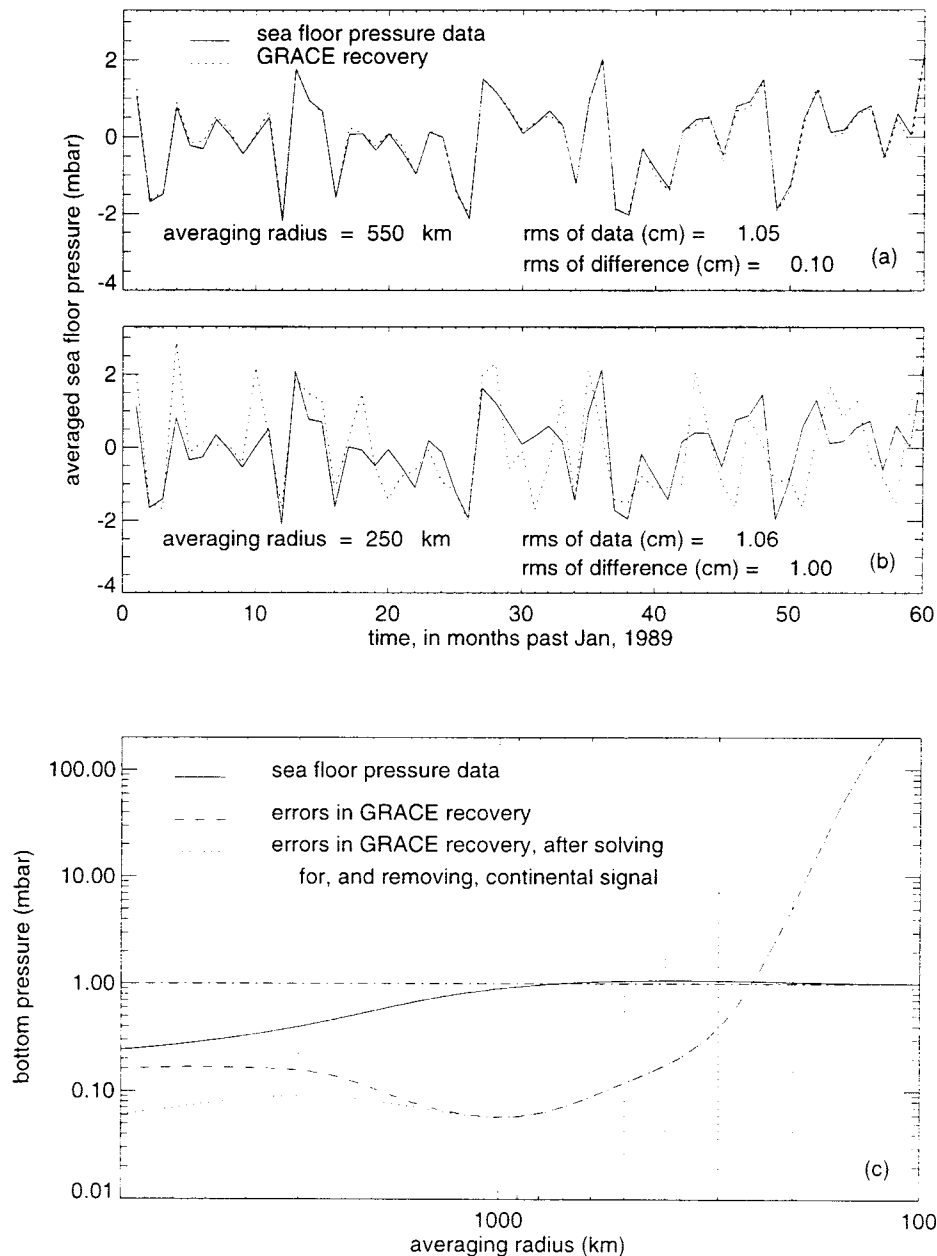 sea floor pressure data
GRACE recovery
2
0
-2
-4
averaging radius = 550 km
rms of data (cm) = 1.05
rms of difference (cm) = 0.10
(a)
averaged sea floor pressure (mbar)
2
0
-2
-4
averaging radius = 250 km
rms of data (cm) = 1.06
rms of difference (cm) = 1.00
(b)
0 10 20 30 40 50 60
time, in months past Jan, 1989
sea floor pressure data
errors in GRACE recovery
errors in GRACE recovery, after solving
for, and removing, continental signal
100.00
10.00
1.00
0.10
0.01
bottom pressure (mbar)
(c)
1000 100
averaging radius (km)